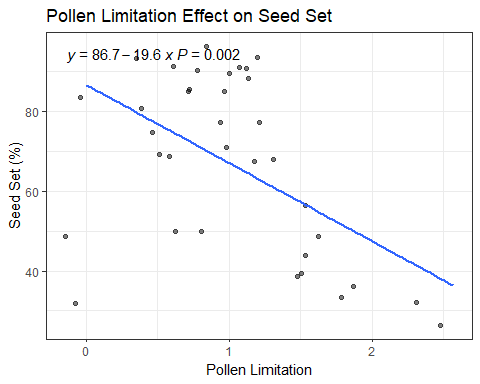 Pollen Limitation Effect on Seed Set
y = 86.7 − 19.6 x P = 0.002
80
60
40
Seed Set (%)
0 1 2
Pollen Limitation